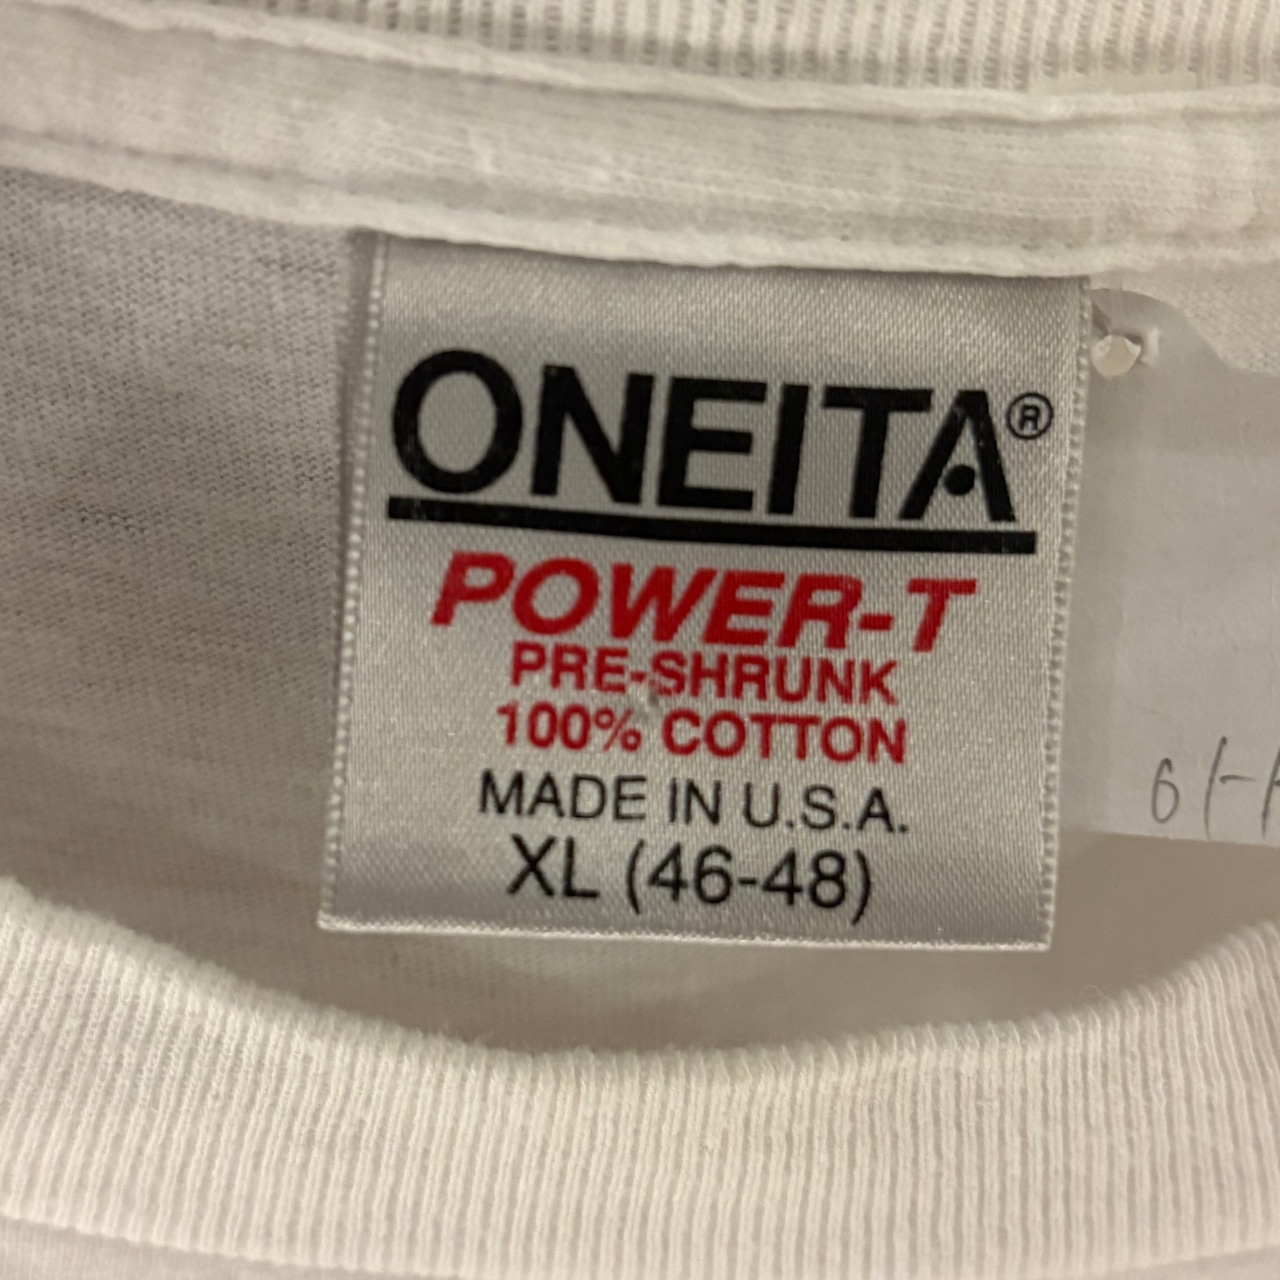 ONEITA®
POWER-T
PRE-SHRUNK
100% COTTON
MADE IN U.S.A.
XL (46-48)